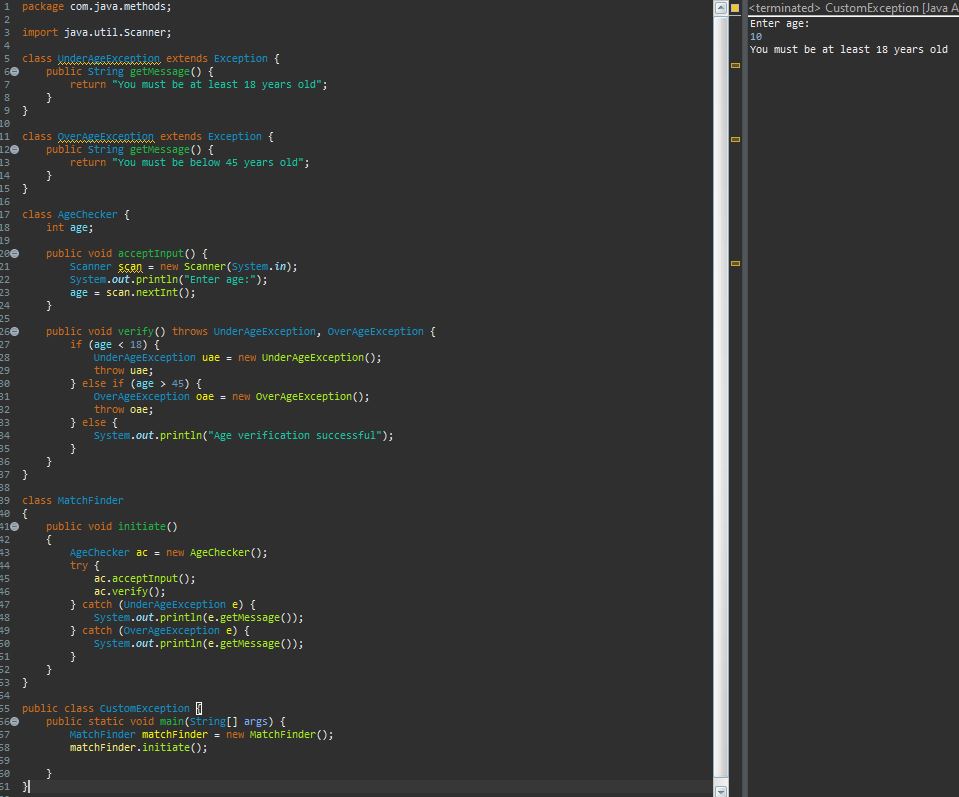 1 package com.java.methods;
2
3 import java.util.Scanner;
4
5 class UnderAgeException extends Exception {
6 public String getMessage() {
7 return "You must be at least 18 years old";
8 }
9 }
10
11 class OverAgeException extends Exception {
12 public String getMessage() {
13 return "You must be below 45 years old";
14 }
15 }
16
17 class AgeChecker {
18 int age;
19
20 public void acceptInput() {
21 Scanner scan = new Scanner(System.in);
22 System.out.println("Enter age:");
23 age = scan.nextInt();
24 }
25
26 public void verify() throws UnderAgeException, OverAgeException {
27 if (age < 18) {
28 UnderAgeException uae = new UnderAgeException();
29 throw uae;
30 } else if (age > 45) {
31 OverAgeException oae = new OverAgeException();
32 throw oae;
33 } else {
34 System.out.println("Age verification successful");
35 }
36 }
37 }
38
39 class MatchFinder
40 {
41 public void initiate()
42 {
43 AgeChecker ac = new AgeChecker();
44 try {
45 ac.acceptInput();
46 ac.verify();
47 } catch (UnderAgeException e) {
48 System.out.println(e.getMessage());
49 } catch (OverAgeException e) {
50 System.out.println(e.getMessage());
51 }
52 }
53 }
54
55 public class CustomException {
56 public static void main(String[] args) {
57 MatchFinder matchFinder = new MatchFinder();
58 matchFinder.initiate();
59
60 }
61 }
<terminated> CustomException [Java A
Enter age:
10
You must be at least 18 years old